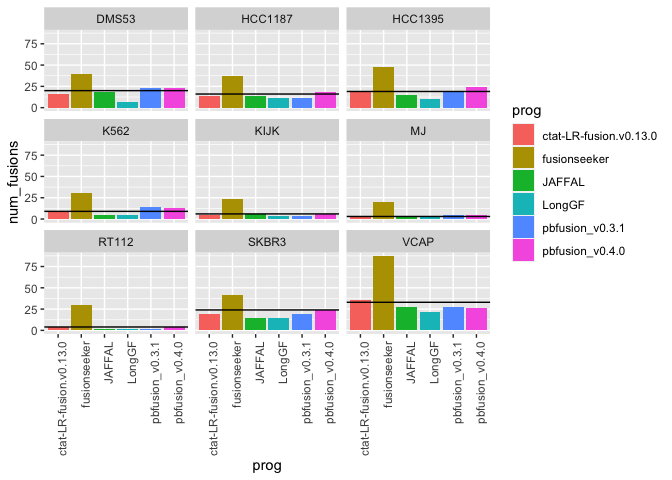 DMS53 HCC1187 HCC1395
75
50
25
0
K562 KIJK MJ
75
50
25
0
RT112 SKBR3 VCAP
75
50
25
0
num_fusions
ctat-LR-fusion.v0.13.0 fusionseeker JAFFAL LongGF pbfusion_v0.3.1 pbfusion_v0.4.0 ctat-LR-fusion.v0.13.0 fusionseeker JAFFAL LongGF pbfusion_v0.3.1 pbfusion_v0.4.0 ctat-LR-fusion.v0.13.0 fusionseeker JAFFAL LongGF pbfusion_v0.3.1 pbfusion_v0.4.0
prog
prog
ctat-LR-fusion.v0.13.0
fusionseeker
JAFFAL
LongGF
pbfusion_v0.3.1
pbfusion_v0.4.0